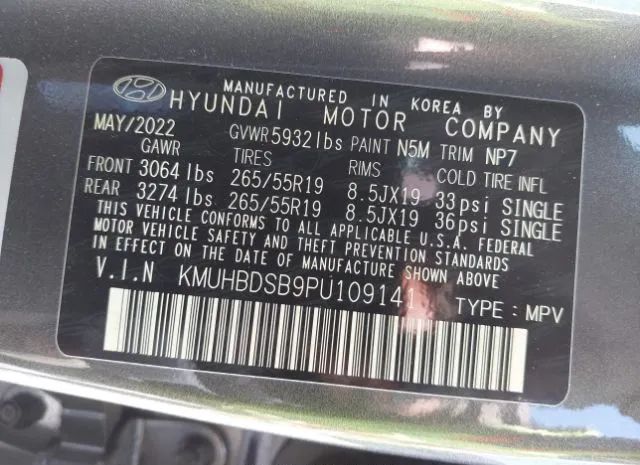 MANUFACTURED IN KOREA BY
HYUNDAI MOTOR COMPANY
MAY/2022 GVWR 5932 lbs PAINT N5M TRIM NP7
GAWR TIRES RIMS COLD TIRE INFL
FRONT 3064 lbs 265/55R19 8.5JX19 33psi SINGLE
REAR 3274 lbs 265/55R19 8.5JX19 36psi SINGLE
THIS VEHICLE CONFORMS TO ALL APPLICABLE U.S.A. FEDERAL
MOTOR VEHICLE SAFETY AND THEFT PREVENTION STANDARDS
IN EFFECT ON THE DATE OF MANUFACTURE SHOWN ABOVE.
V.I.N KMUHBDSB9PU109141 TYPE: MPV